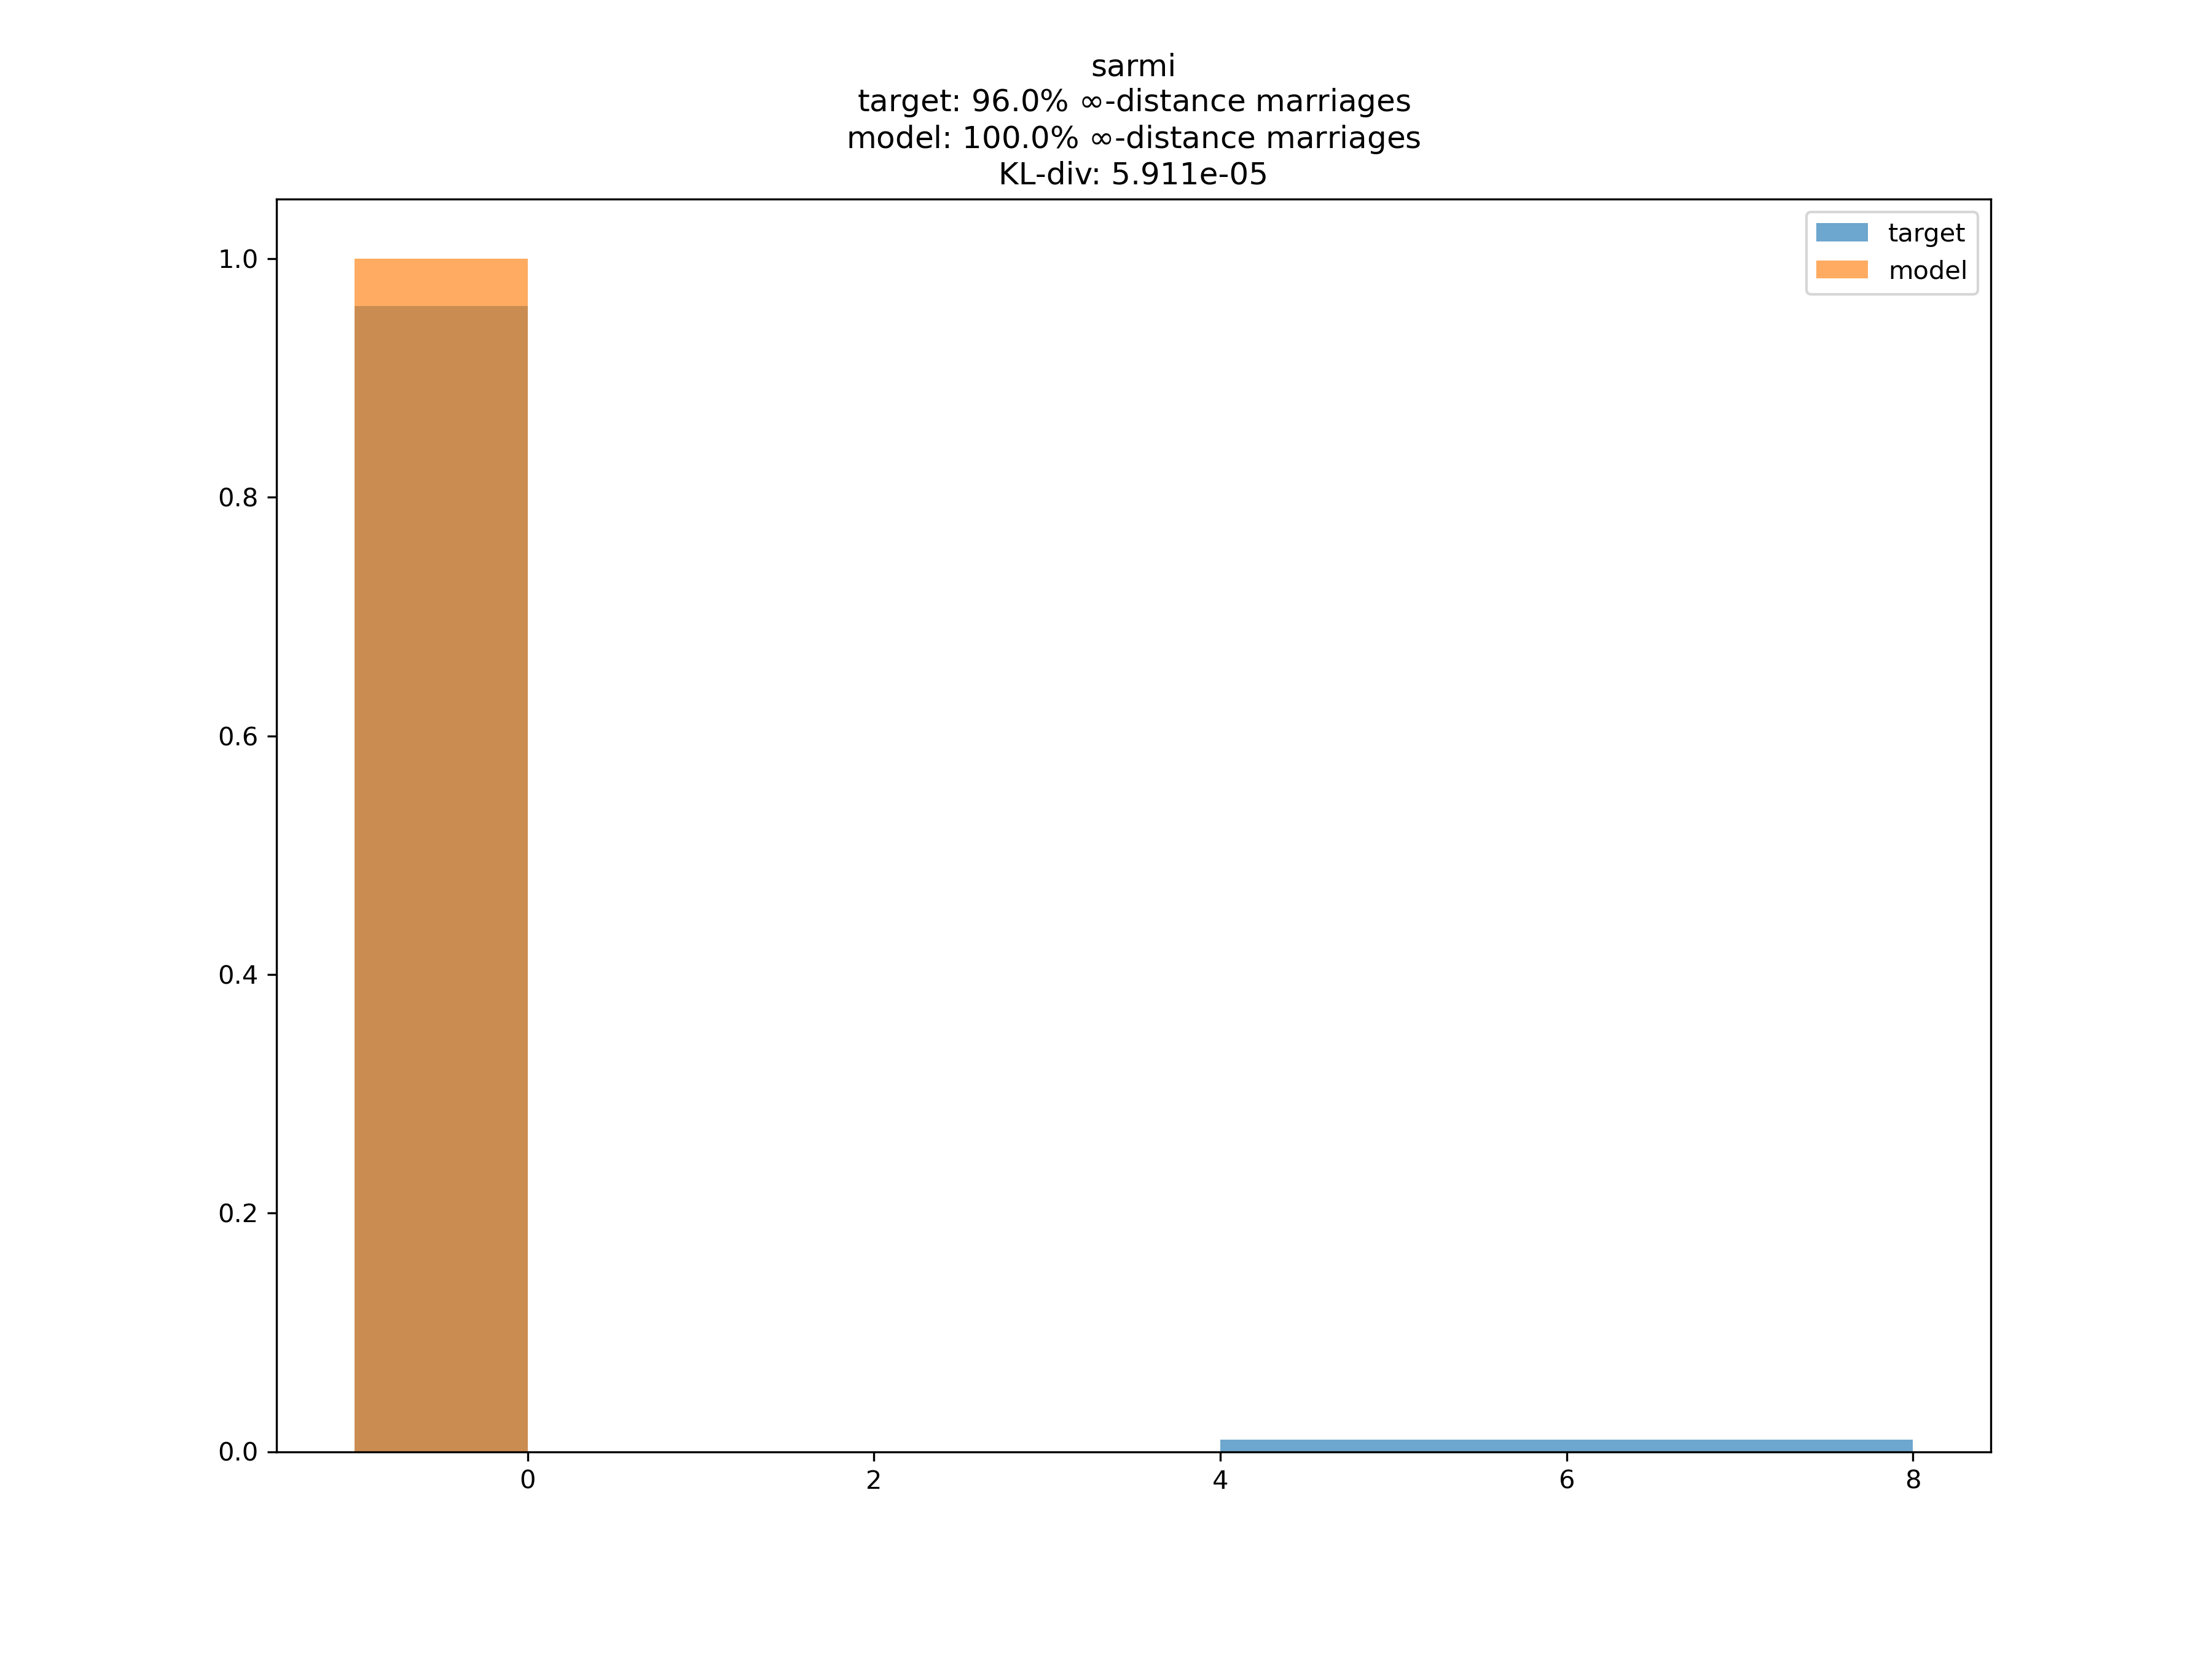 sarmi
target: 96.0% ∞-distance marriages
model: 100.0% ∞-distance marriages
KL-div: 5.911e-05
target
model
1.0
0.8
0.6
0.4
0.2
0.0
0 2 4 6 8